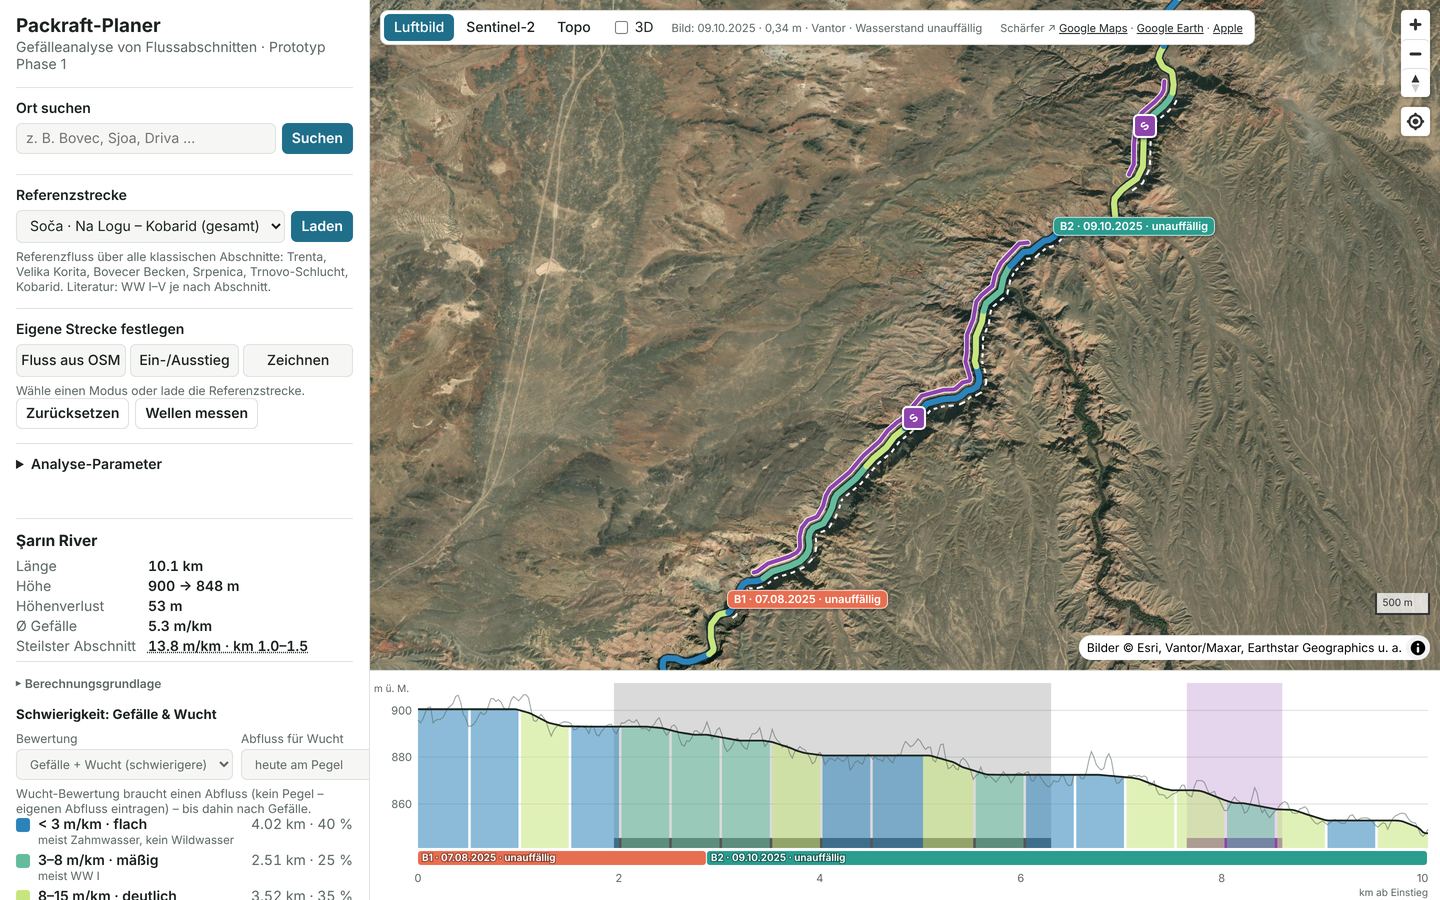 Packraft-Planer
Gefälleanalyse von Flussabschnitten · Prototyp
Phase 1
Ort suchen
z. B. Bovec, Sjoa, Driva ...
Suchen
Referenzstrecke
Soča · Na Logu – Kobarid (gesamt)
Laden
Referenzfluss über alle klassischen Abschnitte: Trenta,
Velika Korita, Bovecer Becken, Srpenica, Trnovo-Schlucht,
Kobarid. Literatur: WW I–V je nach Abschnitt.
Eigene Strecke festlegen
Fluss aus OSM
Ein-/Ausstieg
Zeichnen
Wähle einen Modus oder lade die Referenzstrecke.
Zurücksetzen
Wellen messen
Analyse-Parameter
Şarın River
Länge 10.1 km
Höhe 900 → 848 m
Höhenverlust 53 m
Ø Gefälle 5.3 m/km
Steilster Abschnitt 13.8 m/km · km 1.0–1.5
Berechnungsgrundlage
Schwierigkeit: Gefälle & Wucht
Bewertung Abfluss für Wucht
Gefälle + Wucht (schwierigere) heute am Pegel
Wucht-Bewertung braucht einen Abfluss (kein Pegel –
eigenen Abfluss eintragen) – bis dahin nach Gefälle.
< 3 m/km · flach 4.02 km · 40 %
meist Zahmwasser, kein Wildwasser
3–8 m/km · mäßig 2.51 km · 25 %
meist WW I
8–15 m/km · deutlich 3.52 km · 35 %
Luftbild
Sentinel-2
Topo
3D
Bild: 09.10.2025 · 0,34 m · Vantor · Wasserstand unauffällig
Schärfer ↗ Google Maps · Google Earth · Apple
S
B2 · 09.10.2025 · unauffällig
S
B1 · 07.08.2025 · unauffällig
500 m
Bilder © Esri, Vantor/Maxar, Earthstar Geographics u. a.
m ü. M.
900
880
860
B1 · 07.08.2025 · unauffällig
B2 · 09.10.2025 · unauffällig
0 2 4 6 8 10
km ab Einstieg